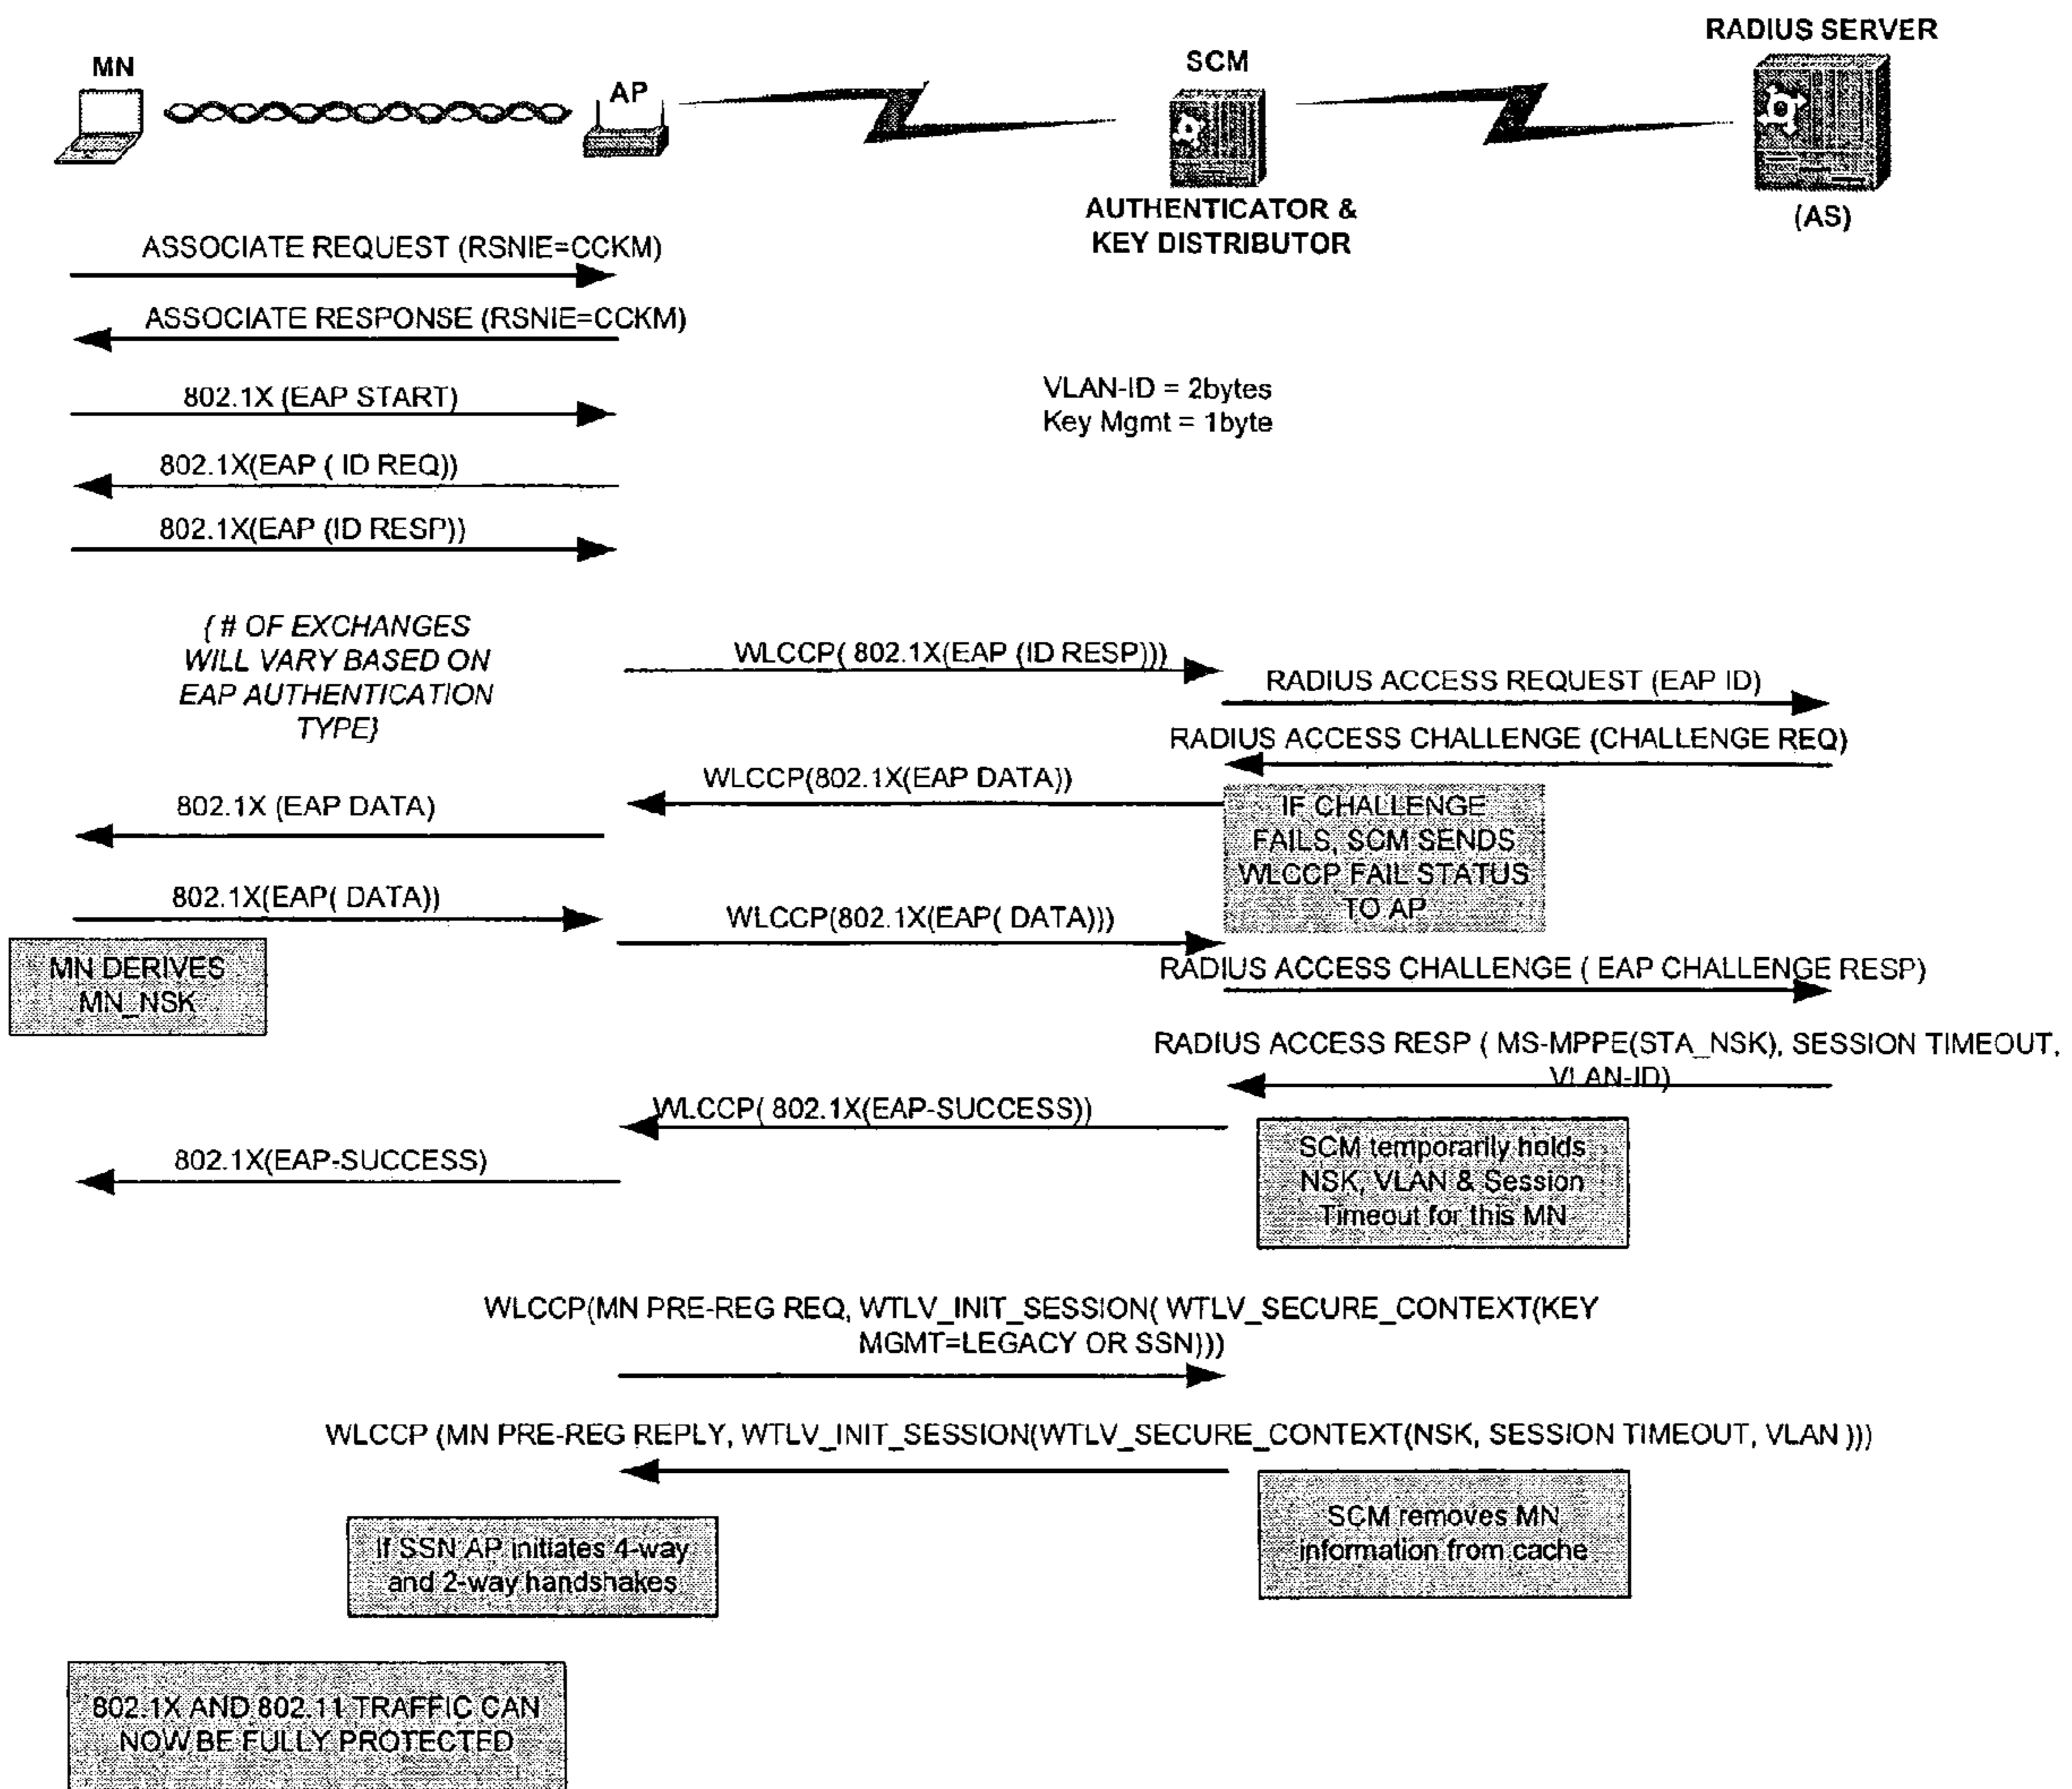 RADIUS SERVER
MN
AP
SCM
AUTHENTICATOR &
KEY DISTRIBUTOR
(AS)
ASSOCIATE REQUEST (RSNIE=CCKM)
ASSOCIATE RESPONSE (RSNIE=CCKM)
802.1X (EAP START)
VLAN-ID = 2bytes
Key Mgmt = 1byte
802.1X(EAP ( ID REQ))
802.1X(EAP (ID RESP))
{ # OF EXCHANGES
WILL VARY BASED ON
EAP AUTHENTICATION
TYPE}
WLCCP( 802.1X(EAP (ID RESP)))
RADIUS ACCESS REQUEST (EAP ID)
RADIUS ACCESS CHALLENGE (CHALLENGE REQ)
WLCCP(802.1X(EAP DATA))
802.1X (EAP DATA)
IF CHALLENGE
FAILS, SCM SENDS
WLCCP FAIL STATUS
TO AP
802.1X(EAP( DATA))
WLCCP(802.1X(EAP( DATA)))
MN DERIVES
MN_NSK
RADIUS ACCESS CHALLENGE ( EAP CHALLENGE RESP)
RADIUS ACCESS RESP ( MS-MPPE(STA_NSK), SESSION TIMEOUT,
VLAN-ID)
WLCCP( 802.1X(EAP-SUCCESS))
802.1X(EAP-SUCCESS)
SCM temporarily holds
NSK, VLAN & Session
Timeout for this MN
WLCCP(MN PRE-REG REQ, WTLV_INIT_SESSION( WTLV_SECURE_CONTEXT(KEY
MGMT=LEGACY OR SSN)))
WLCCP (MN PRE-REG REPLY, WTLV_INIT_SESSION(WTLV_SECURE_CONTEXT(NSK, SESSION TIMEOUT, VLAN )))
If SSN AP initiates 4-way
and 2-way handshakes
SCM removes MN
information from cache
802.1X AND 802.11 TRAFFIC CAN
NOW BE FULLY PROTECTED